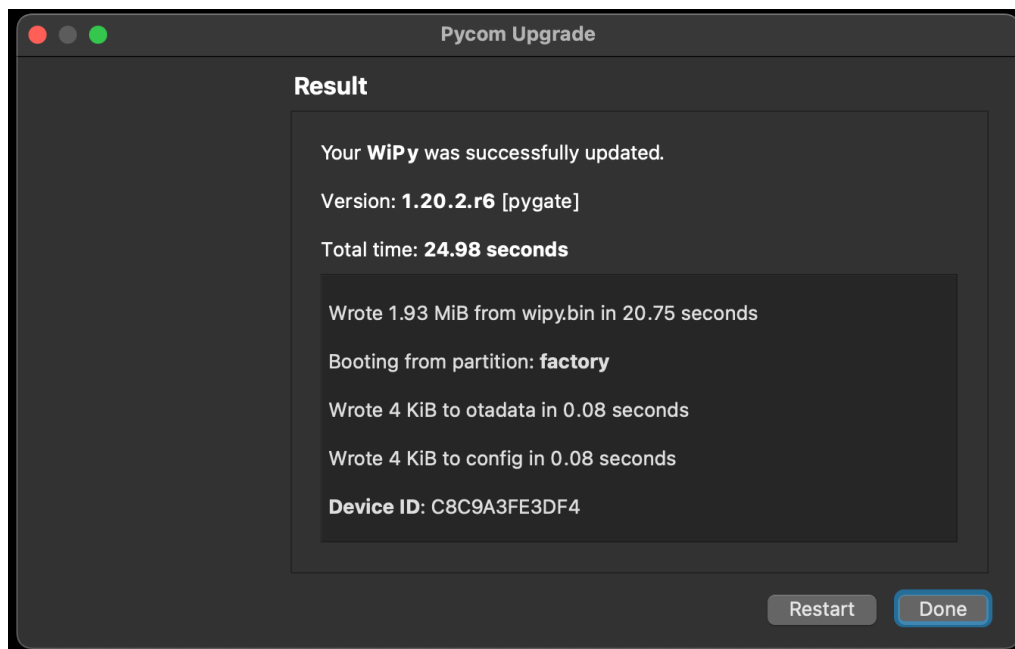 Pycom Upgrade
Result
Your WiPy was successfully updated.
Version: 1.20.2.r6 [pygate]
Total time: 24.98 seconds
Wrote 1.93 MiB from wipy.bin in 20.75 seconds
Booting from partition: factory
Wrote 4 KiB to otadata in 0.08 seconds
Wrote 4 KiB to config in 0.08 seconds
Device ID: C8C9A3FE3DF4
Restart Done